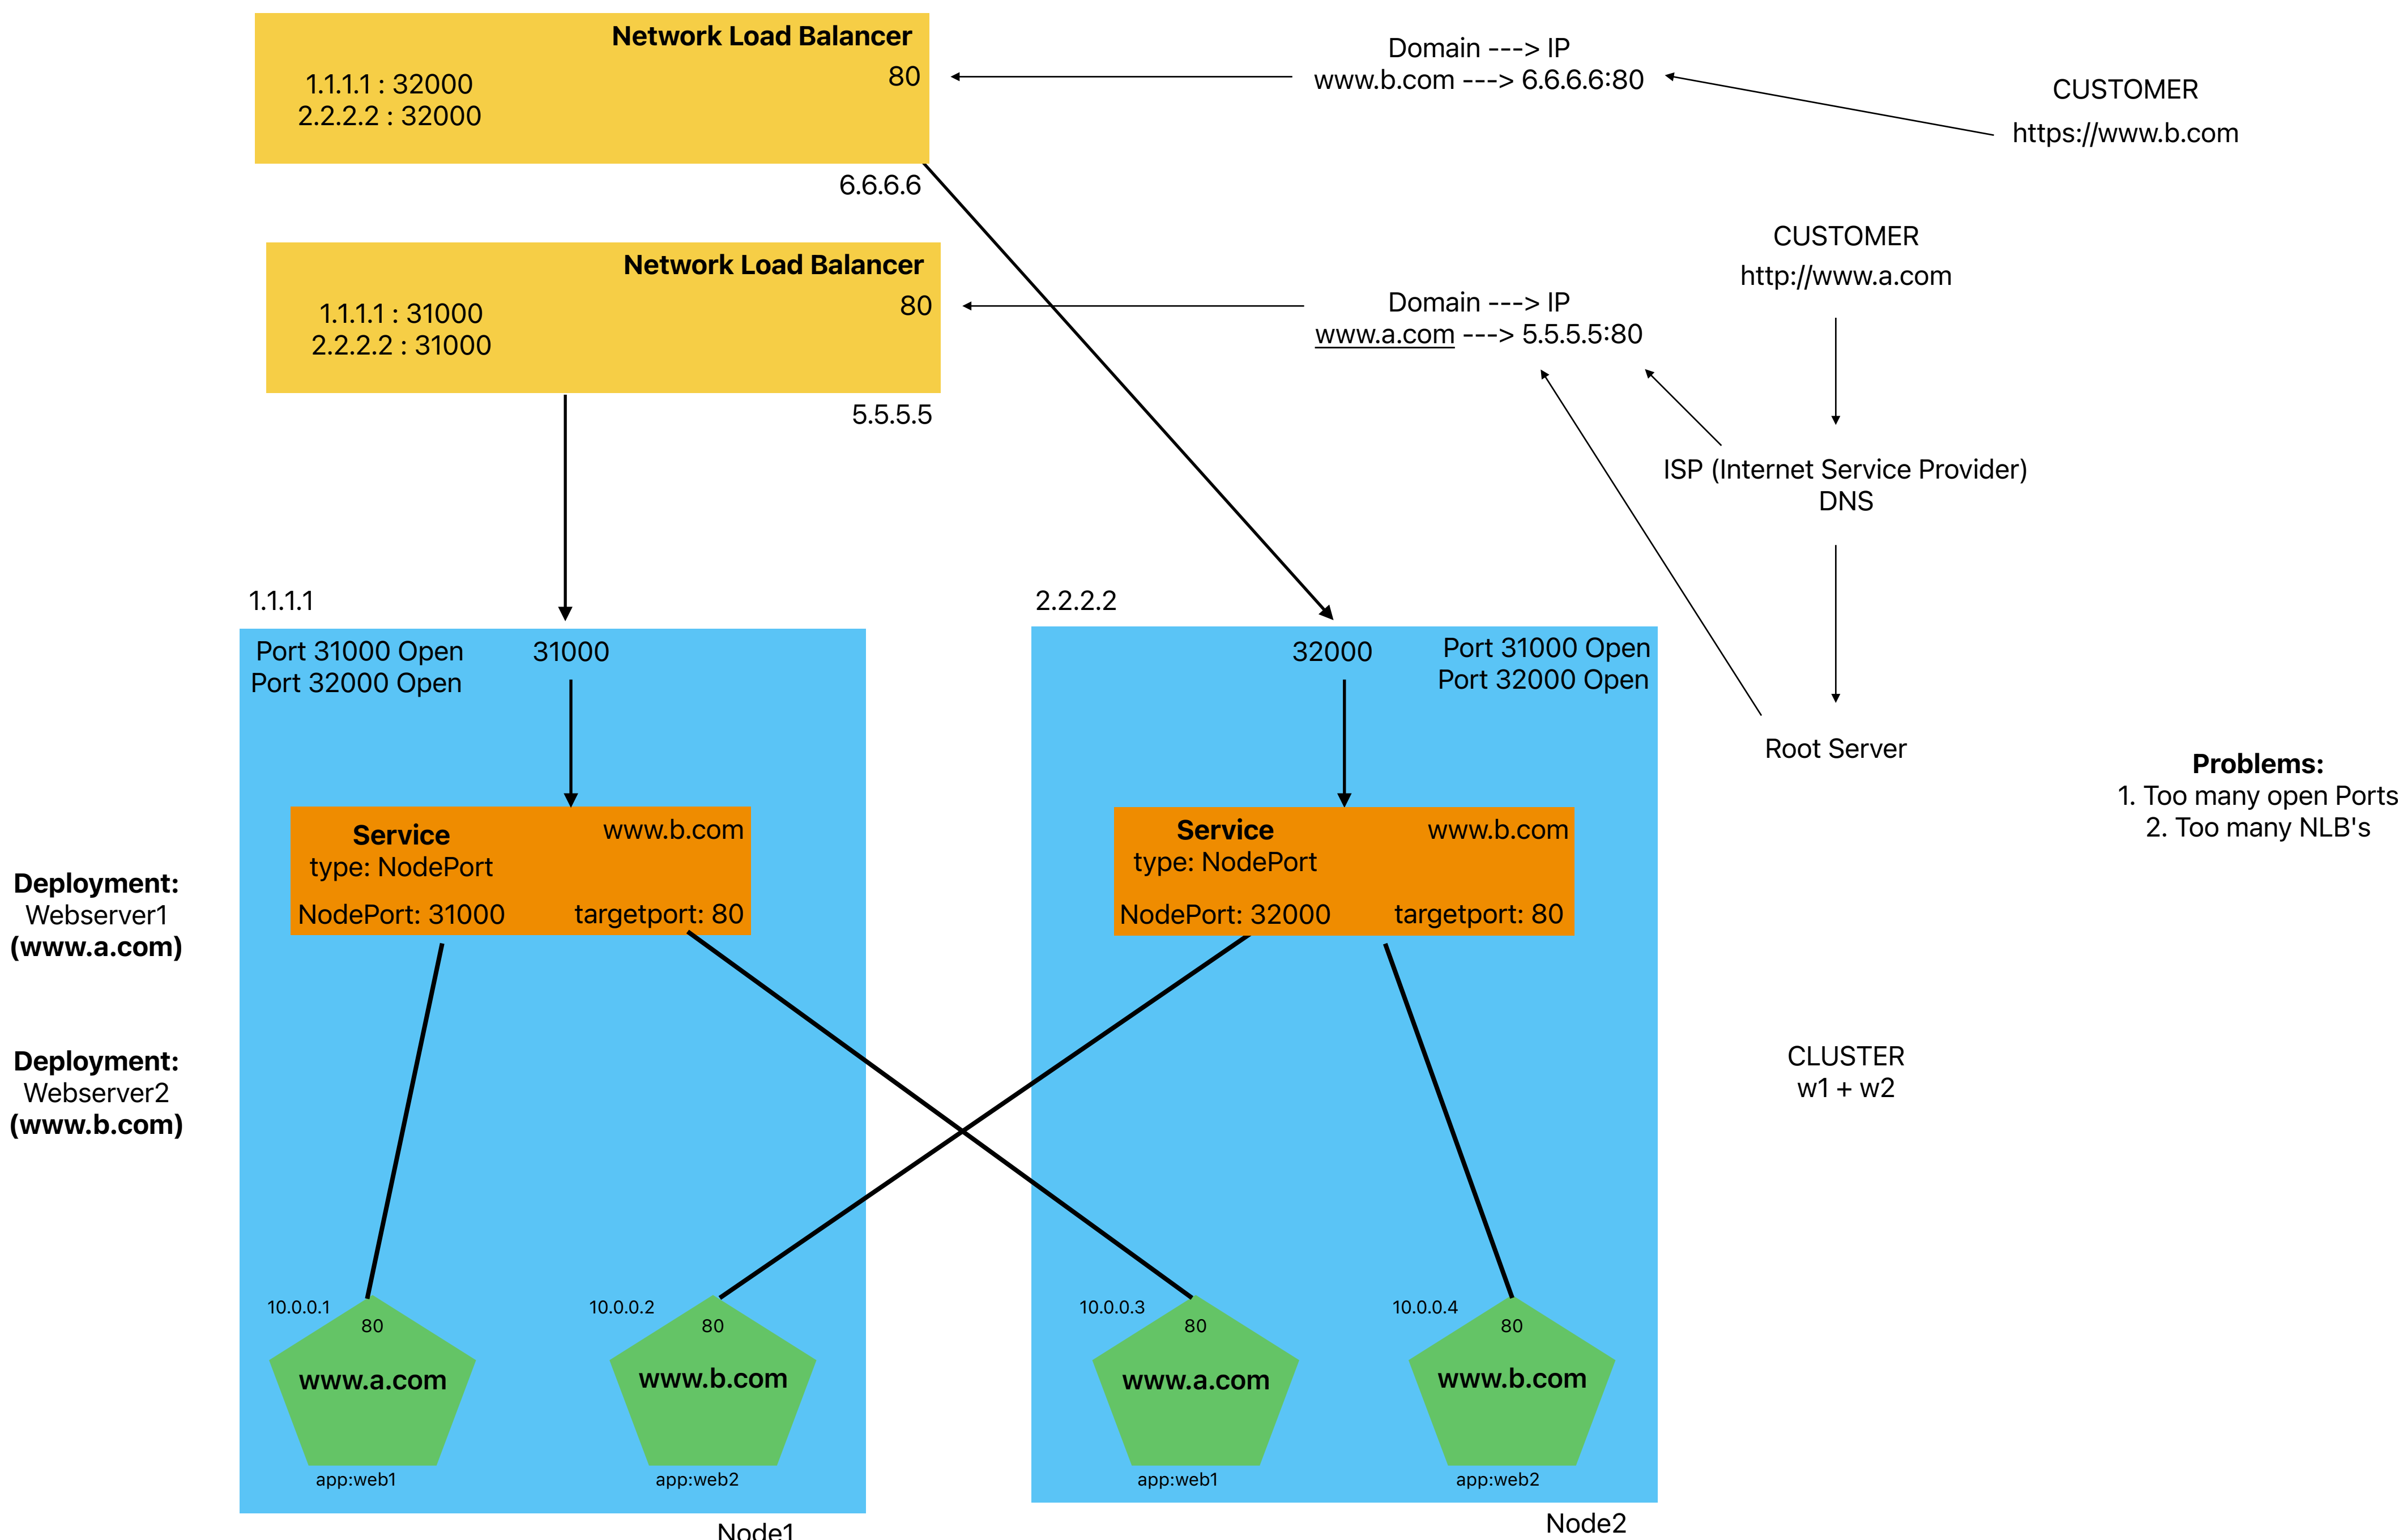 Network Load Balancer
80
1.1.1.1 : 32000
2.2.2.2 : 32000
6.6.6.6
Domain ---> IP
www.b.com ---> 6.6.6.6:80
CUSTOMER
https://www.b.com
Network Load Balancer
80
1.1.1.1 : 31000
2.2.2.2 : 31000
5.5.5.5
Domain ---> IP
www.a.com ---> 5.5.5.5:80
CUSTOMER
http://www.a.com
ISP (Internet Service Provider)
DNS
Root Server
Problems:
1. Too many open Ports
2. Too many NLB's
1.1.1.1
Port 31000 Open
Port 32000 Open
31000
2.2.2.2
32000
Port 31000 Open
Port 32000 Open
Service
type: NodePort
www.b.com
NodePort: 31000
targetport: 80
Service
type: NodePort
www.b.com
NodePort: 32000
targetport: 80
Deployment:
Webserver1
(www.a.com)
Deployment:
Webserver2
(www.b.com)
CLUSTER
w1 + w2
10.0.0.1
80
www.a.com
app:web1
10.0.0.2
80
www.b.com
app:web2
10.0.0.3
80
www.a.com
app:web1
10.0.0.4
80
www.b.com
app:web2
Node1
Node2